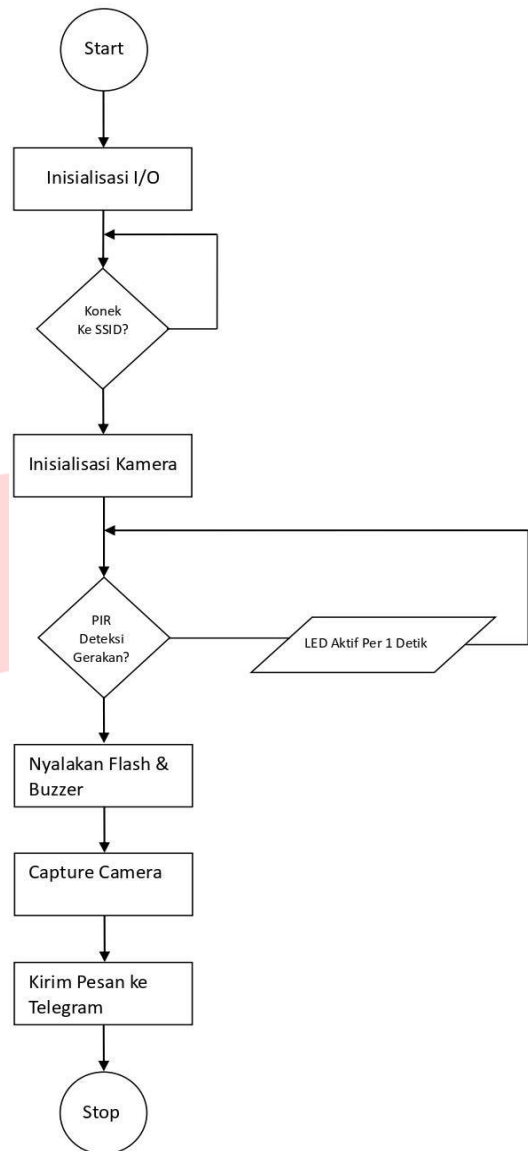 Start
Inisialisasi I/O
Konek
Ke SSID?
Inisialisasi Kamera
PIR
Deteksi
Gerakan?
LED Aktif Per 1 Detik
Nyalakan Flash &
Buzzer
Capture Camera
Kirim Pesan ke
Telegram
Stop